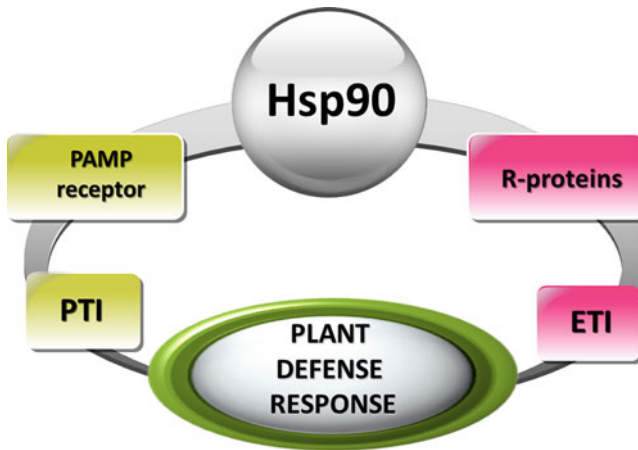 Hsp90
PAMP
receptor
R-proteins
PTI
ETI
PLANT
DEFENSE
RESPONSE